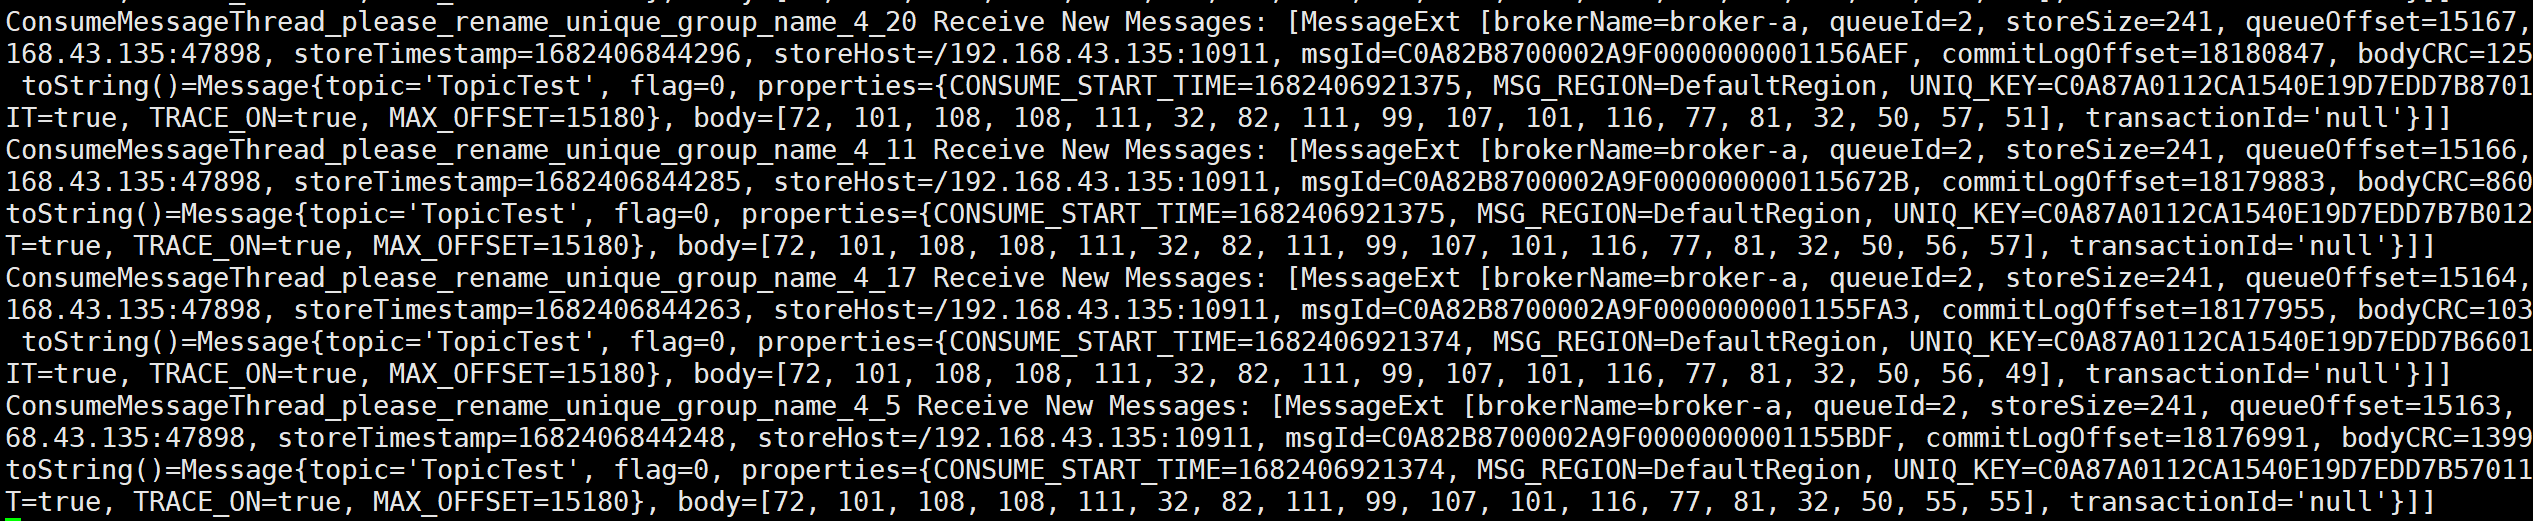 ConsumeMessageThread_please_rename_unique_group_name_4_20 Receive New Messages: [MessageExt [brokerName=broker-a, queueId=2, storeSize=241, queueOffset=15167,
168.43.135:47898, storeTimestamp=1682406844296, storeHost=/192.168.43.135:10911, msgId=C0A82B8700002A9F0000000001156AEF, commitLogOffset=18180847, bodyCRC=125
 toString()=Message{topic='TopicTest', flag=0, properties={CONSUME_START_TIME=1682406921375, MSG_REGION=DefaultRegion, UNIQ_KEY=C0A87A0112CA1540E19D7EDD7B8701
IT=true, TRACE_ON=true, MAX_OFFSET=15180}, body=[72, 101, 108, 108, 111, 32, 82, 111, 99, 107, 101, 116, 77, 81, 32, 50, 57, 51], transactionId='null'}]]
ConsumeMessageThread_please_rename_unique_group_name_4_11 Receive New Messages: [MessageExt [brokerName=broker-a, queueId=2, storeSize=241, queueOffset=15166,
168.43.135:47898, storeTimestamp=1682406844285, storeHost=/192.168.43.135:10911, msgId=C0A82B8700002A9F000000000115672B, commitLogOffset=18179883, bodyCRC=860
toString()=Message{topic='TopicTest', flag=0, properties={CONSUME_START_TIME=1682406921375, MSG_REGION=DefaultRegion, UNIQ_KEY=C0A87A0112CA1540E19D7EDD7B7B012
T=true, TRACE_ON=true, MAX_OFFSET=15180}, body=[72, 101, 108, 108, 111, 32, 82, 111, 99, 107, 101, 116, 77, 81, 32, 50, 56, 57], transactionId='null'}]]
ConsumeMessageThread_please_rename_unique_group_name_4_17 Receive New Messages: [MessageExt [brokerName=broker-a, queueId=2, storeSize=241, queueOffset=15164,
168.43.135:47898, storeTimestamp=1682406844263, storeHost=/192.168.43.135:10911, msgId=C0A82B8700002A9F0000000001155FA3, commitLogOffset=18177955, bodyCRC=103
 toString()=Message{topic='TopicTest', flag=0, properties={CONSUME_START_TIME=1682406921374, MSG_REGION=DefaultRegion, UNIQ_KEY=C0A87A0112CA1540E19D7EDD7B6601
IT=true, TRACE_ON=true, MAX_OFFSET=15180}, body=[72, 101, 108, 108, 111, 32, 82, 111, 99, 107, 101, 116, 77, 81, 32, 50, 56, 49], transactionId='null'}]]
ConsumeMessageThread_please_rename_unique_group_name_4_5 Receive New Messages: [MessageExt [brokerName=broker-a, queueId=2, storeSize=241, queueOffset=15163,
68.43.135:47898, storeTimestamp=1682406844248, storeHost=/192.168.43.135:10911, msgId=C0A82B8700002A9F0000000001155BDF, commitLogOffset=18176991, bodyCRC=1399
toString()=Message{topic='TopicTest', flag=0, properties={CONSUME_START_TIME=1682406921374, MSG_REGION=DefaultRegion, UNIQ_KEY=C0A87A0112CA1540E19D7EDD7B57011
T=true, TRACE_ON=true, MAX_OFFSET=15180}, body=[72, 101, 108, 108, 111, 32, 82, 111, 99, 107, 101, 116, 77, 81, 32, 50, 55, 55], transactionId='null'}]]